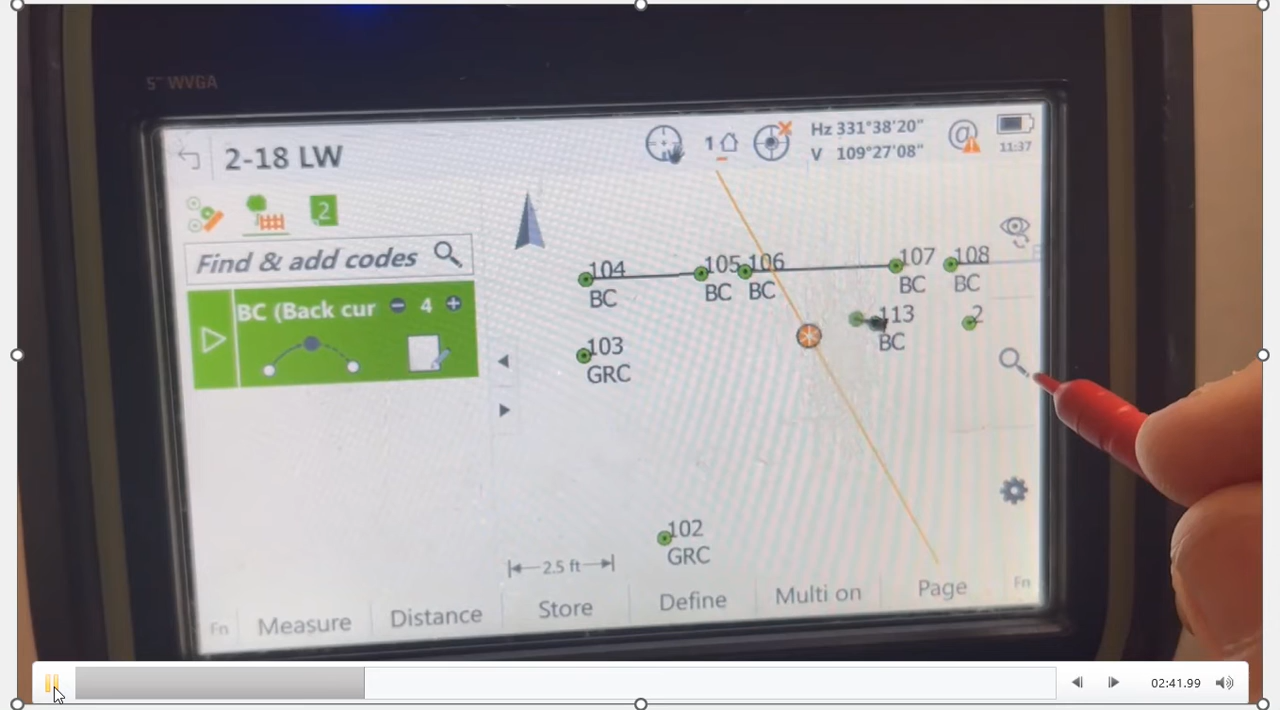 5" WVGA
2-18 LW
1
Hz 331°38'20"
V 109°27'08"
@
11:37
2
Find & add codes
BC (Back cur
4
104
BC
105
BC
106
BC
107
BC
108
BC
113
BC
2
103
GRC
102
GRC
2.5 ft
Fn
Measure
Distance
Store
Define
Multi on
Page
Fn
02:41.99